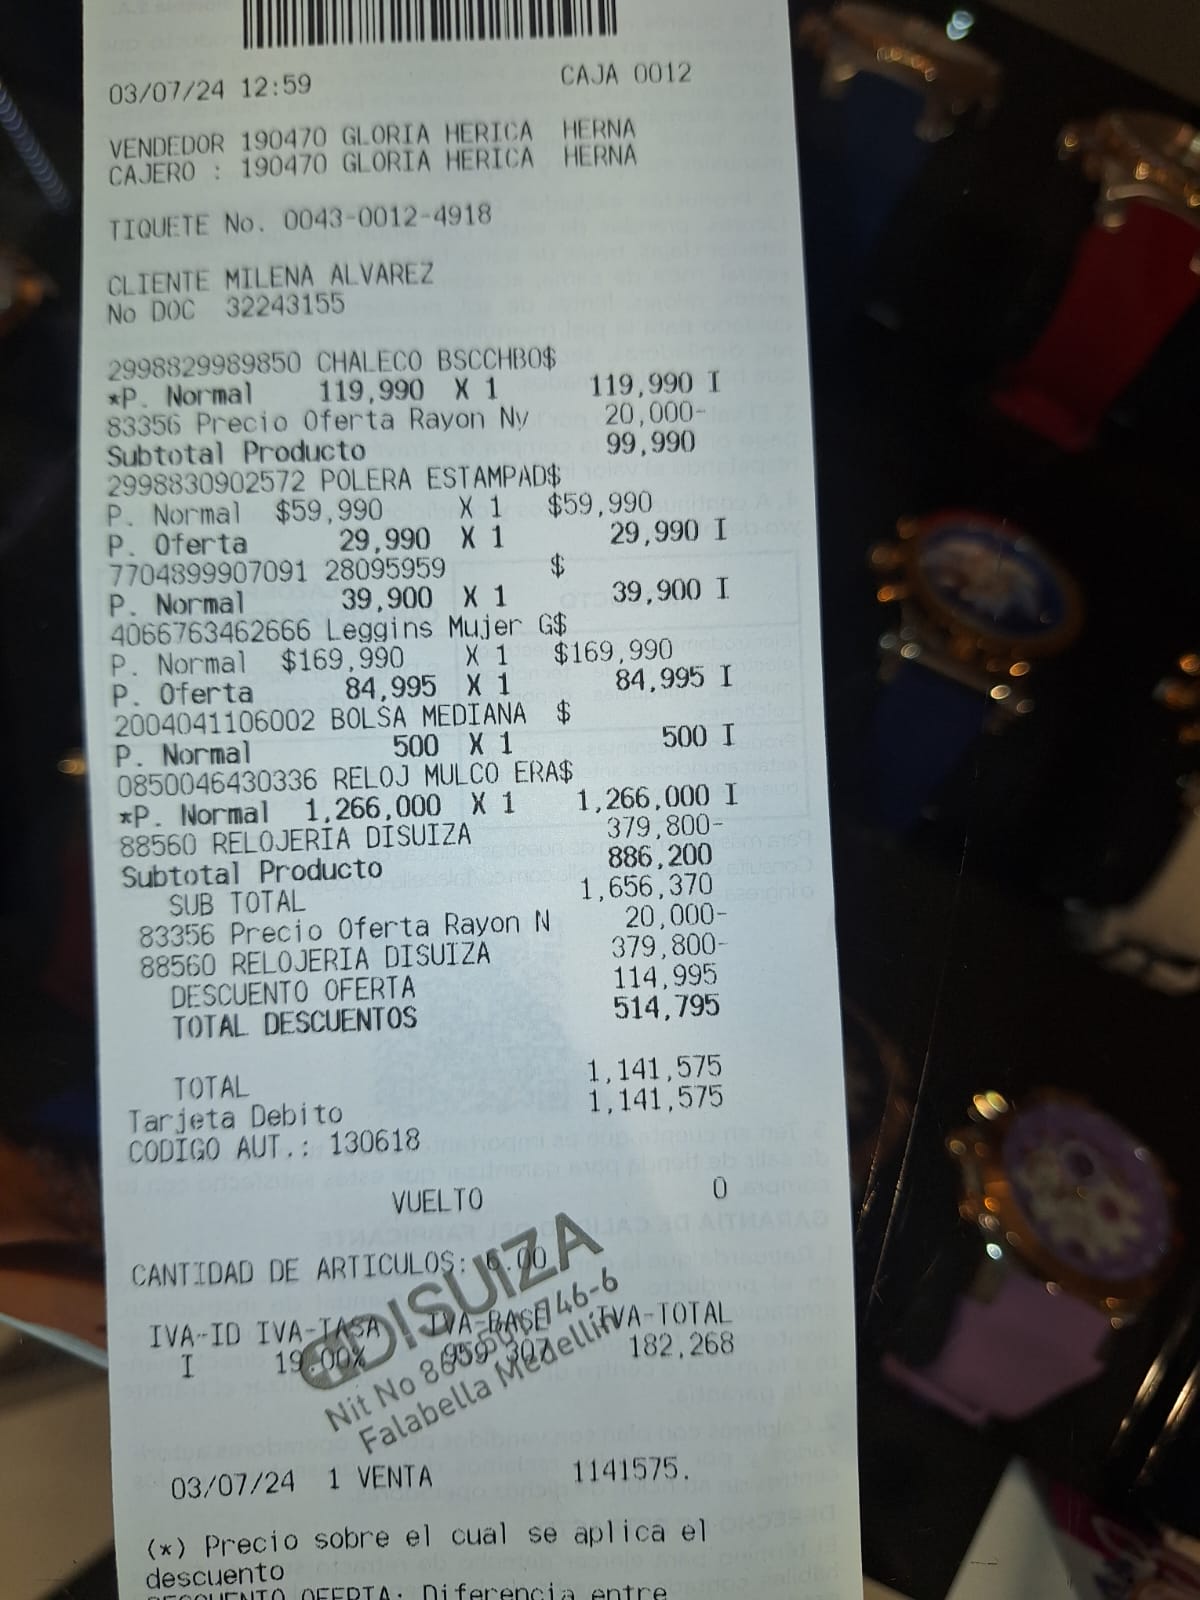 03/07/24 12:59 CAJA 0012
VENDEDOR 190470 GLORIA HERICA HERNA
CAJERO : 190470 GLORIA HERICA HERNA
TIQUETE No. 0043-0012-4918
CLIENTE MILENA ALVAREZ
No DOC 32243155
2998829989850 CHALECO BSCCHBO$
*P. Normal 119,990 X 1 119,990 I
83356 Precio Oferta Rayon Ny 20,000-
Subtotal Producto 99,990
2998830902572 POLERA ESTAMPAD$
P. Normal $59,990 X 1 $59,990
P. Oferta 29,990 X 1 29,990 I
7704899907091 28095959 $
P. Normal 39,900 X 1 39,900 I
4066763462666 Leggins Mujer G$
P. Normal $169,990 X 1 $169,990
P. Oferta 84,995 X 1 84,995 I
2004041106002 BOLSA MEDIANA $
P. Normal 500 X 1 500 I
0850046430336 RELOJ MULCO ERA$
*P. Normal 1,266,000 X 1 1,266,000 I
88560 RELOJERIA DISUIZA 379,800-
Subtotal Producto 886,200
SUB TOTAL 1,656,370
83356 Precio Oferta Rayon N 20,000-
88560 RELOJERIA DISUIZA 379,800-
DESCUENTO OFERTA 114,995
TOTAL DESCUENTOS 514,795
TOTAL 1,141,575
Tarjeta Debito 1,141,575
CODIGO AUT.: 130618
VUELTO 0
CANTIDAD DE ARTICULOS: 6.00
IVA-ID IVA-TASA IVA-BASE IVA-TOTAL
I 19.00% 959,307 182,268
DISUIZA
Nit No
Falabella Medellin
03/07/24 1 VENTA 1141575.
(*) Precio sobre el cual se aplica el
descuento
DESCUENTO OFERTA: Diferencia entre